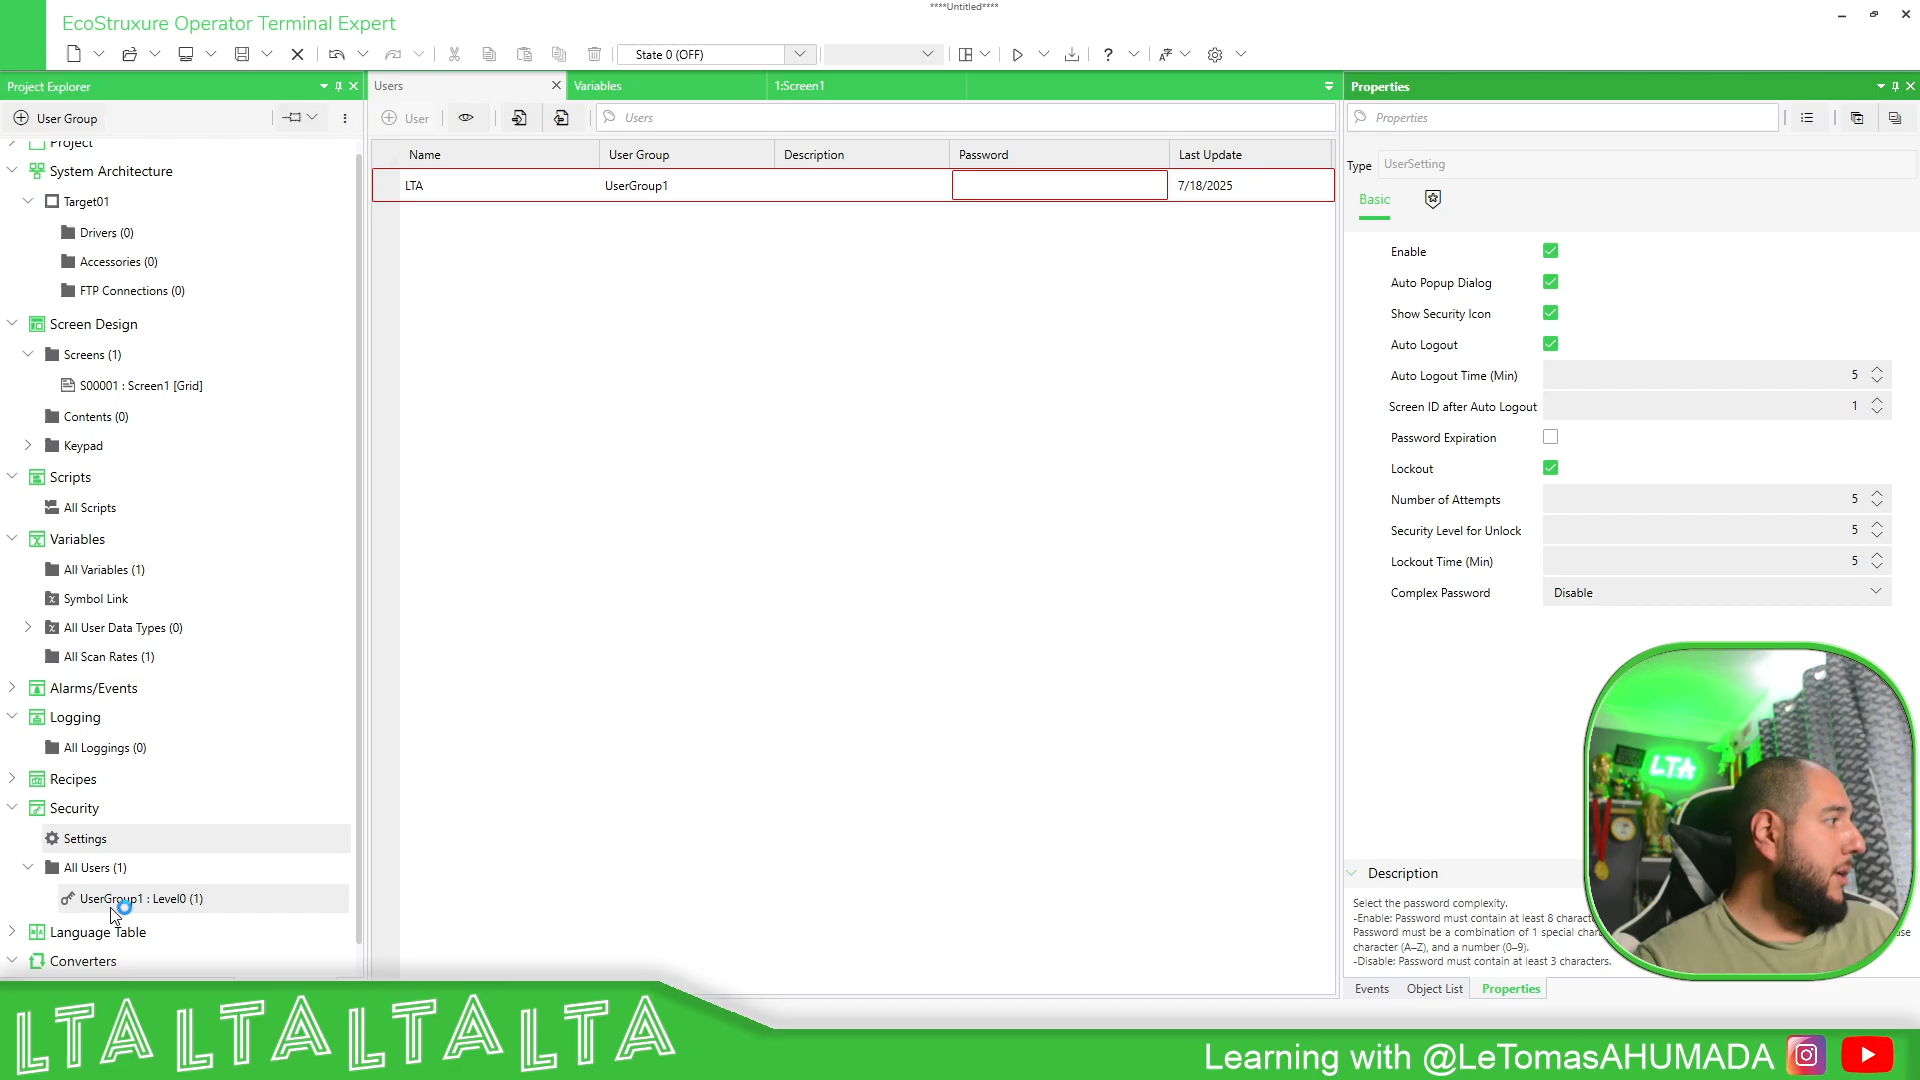 ****Untitled****
EcoStruxure Operator Terminal Expert
State 0 (OFF)
Project Explorer
Users
Variables
1:Screen1
Properties
User Group
User
Users
Properties
Project
System Architecture
Target01
Drivers (0)
Accessories (0)
FTP Connections (0)
Screen Design
Screens (1)
S00001 : Screen1 [Grid]
Contents (0)
Keypad
Scripts
All Scripts
Variables
All Variables (1)
Symbol Link
All User Data Types (0)
All Scan Rates (1)
Alarms/Events
Logging
All Loggings (0)
Recipes
Security
Settings
All Users (1)
UserGroup1 : Level0 (1)
Language Table
Converters
Name User Group Description Password Last Update
LTA UserGroup1 7/18/2025
Type UserSetting
Basic
Enable
Auto Popup Dialog
Show Security Icon
Auto Logout
Auto Logout Time (Min) 5
Screen ID after Auto Logout 1
Password Expiration
Lockout
Number of Attempts 5
Security Level for Unlock 5
Lockout Time (Min) 5
Complex Password Disable
LTA
Description
Select the password complexity.
-Enable: Password must contain at least 8
Password must be a combination of 1 special
character (A–Z), and a number (0–9).
-Disable: Password must contain at least 3 characters.
Events Object List Properties
LTA LTA LTA LTA
Learning with @LeTomasAHUMADA